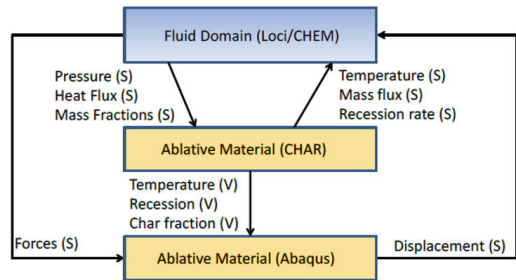 Fluid Domain (Loci/CHEM)
Pressure (S)
Heat Flux (S)
Mass Fractions (S)
Temperature (S)
Mass flux (S)
Recession rate (S)
Ablative Material (CHAR)
Temperature (V)
Recession (V)
Char fraction (V)
Forces (S)
Displacement (S)
Ablative Material (Abaqus)